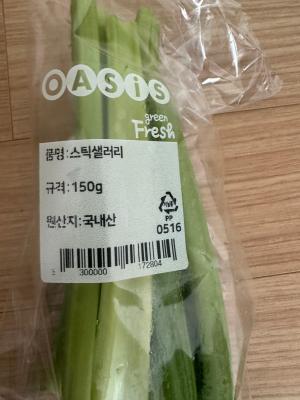 OASIS
green
Fresh
품명:스틱샐러리
규격:150g
원산지:국내산
PP
0516
300000 172804